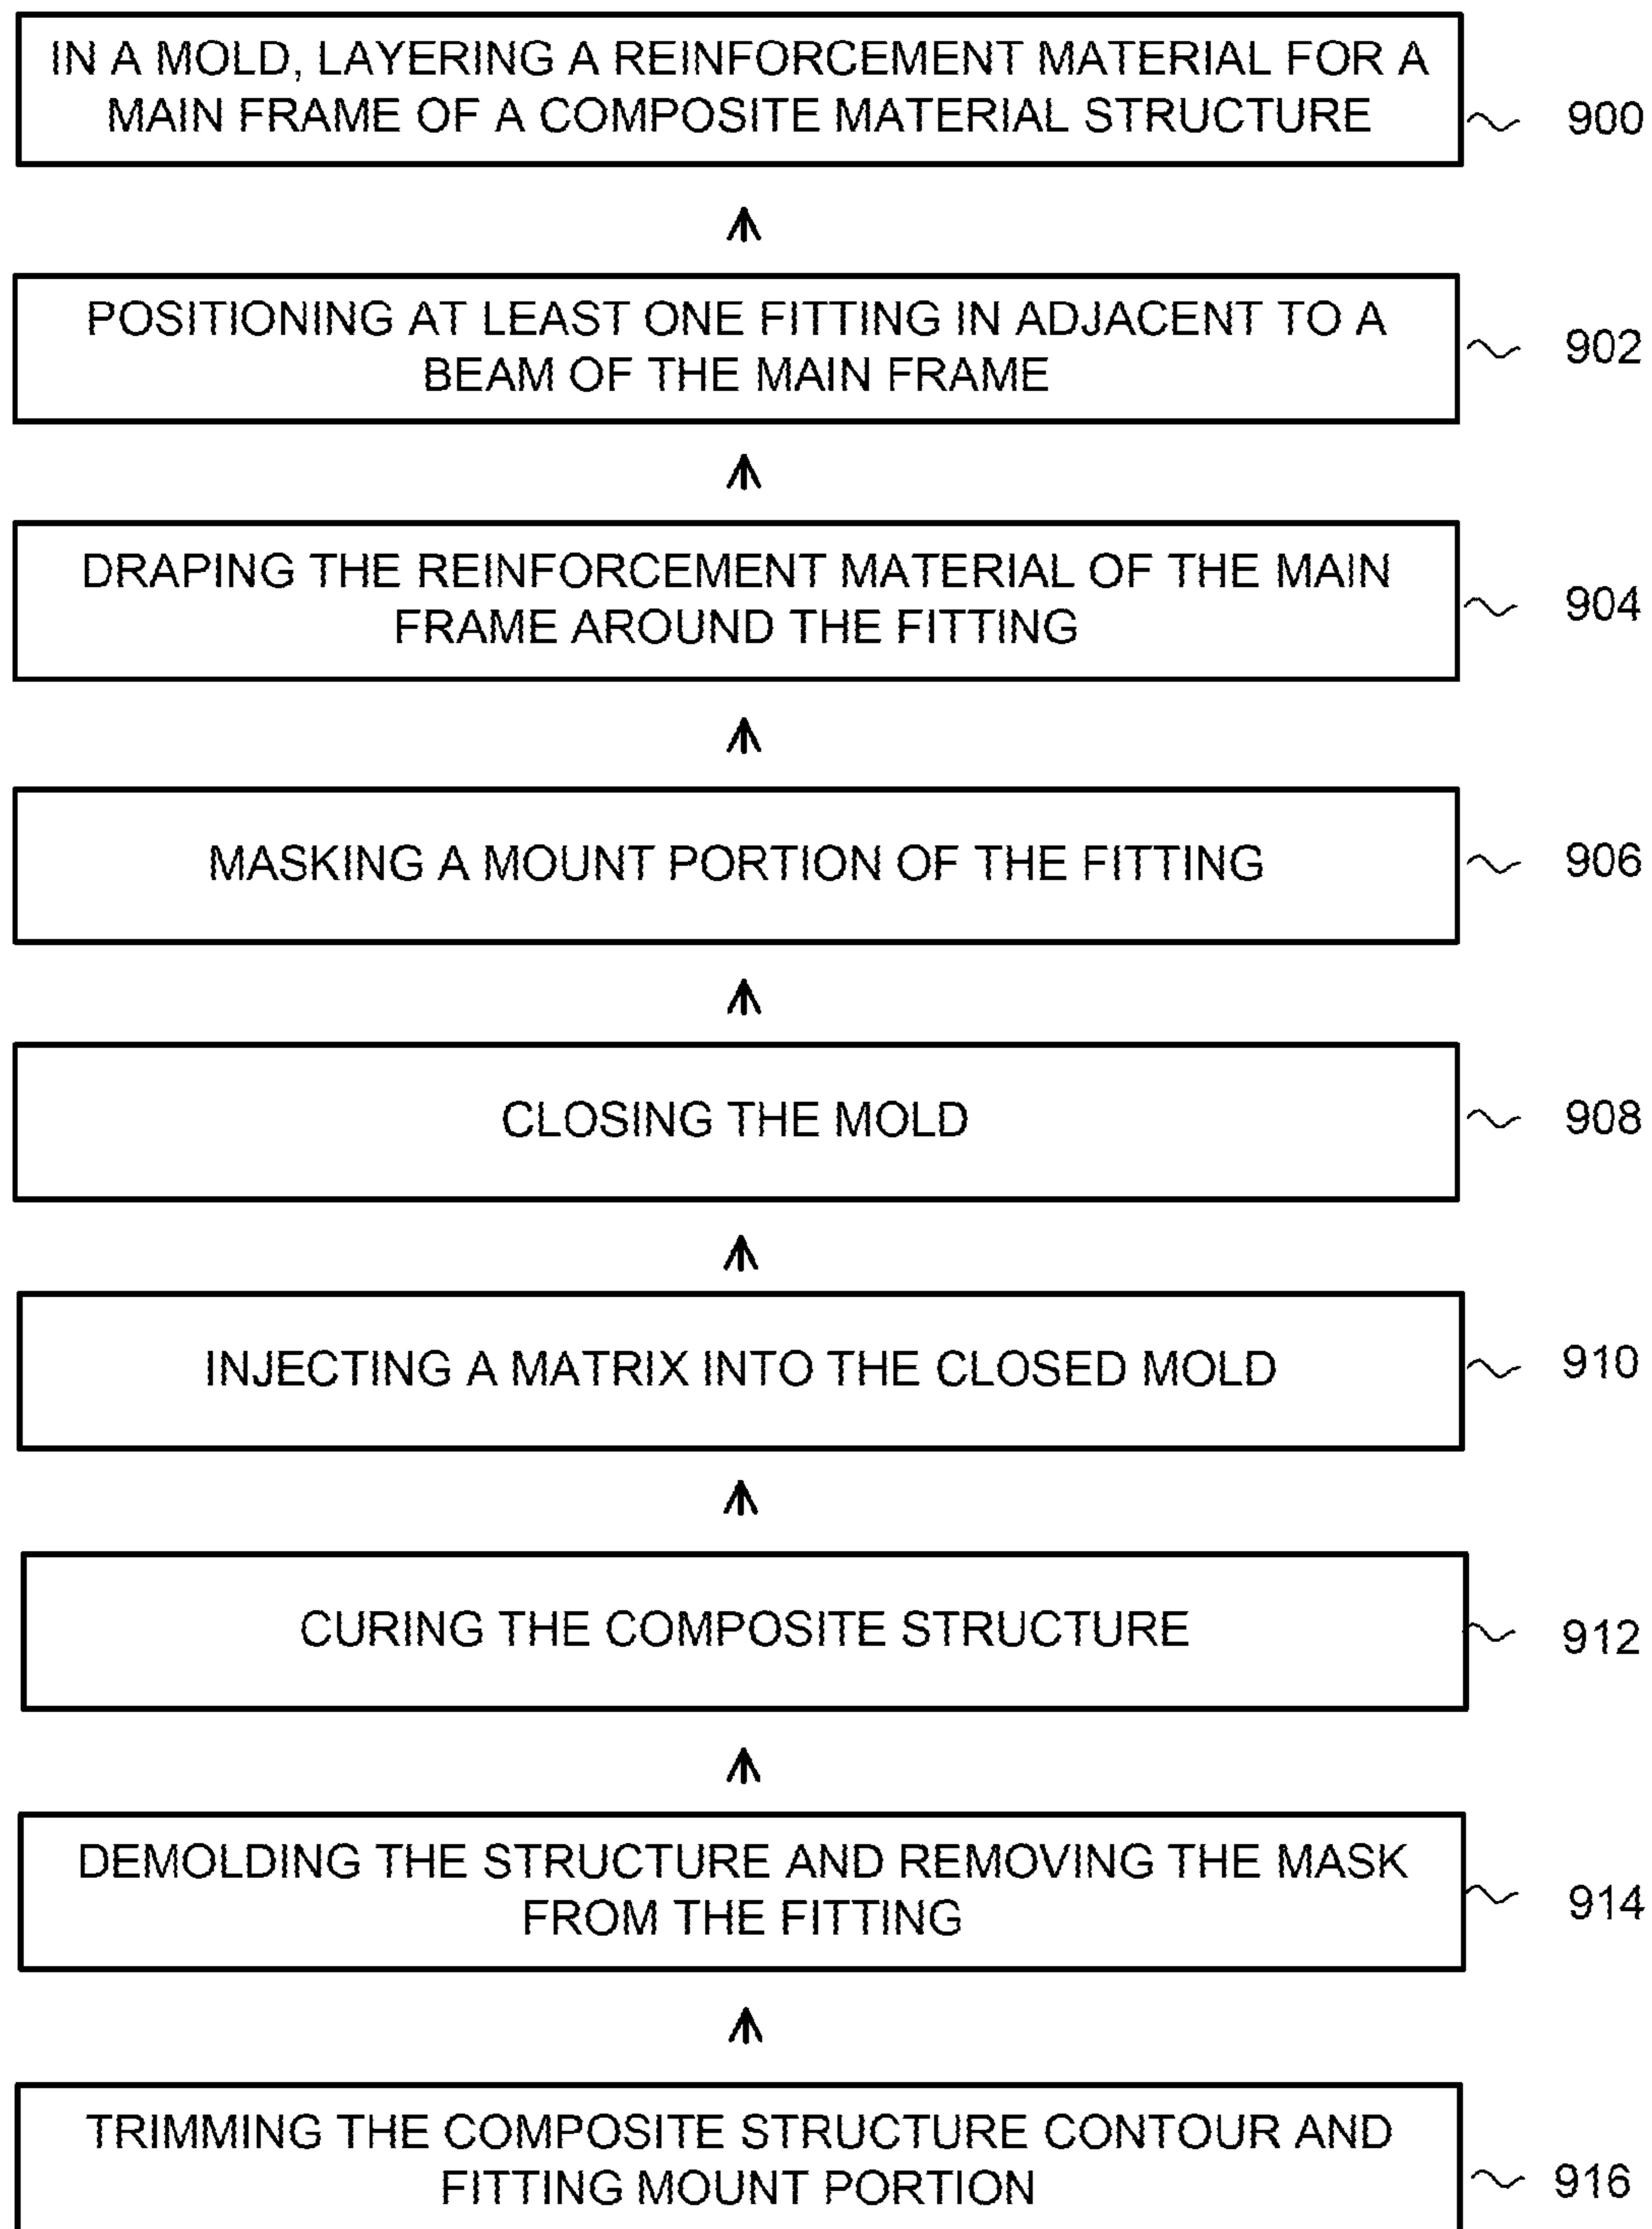 IN A MOLD, LAYERING A REINFORCEMENT MATERIAL FOR A
MAIN FRAME OF A COMPOSITE MATERIAL STRUCTURE
900
POSITIONING AT LEAST ONE FITTING IN ADJACENT TO A
BEAM OF THE MAIN FRAME
902
DRAPING THE REINFORCEMENT MATERIAL OF THE MAIN
FRAME AROUND THE FITTING
904
MASKING A MOUNT PORTION OF THE FITTING
906
CLOSING THE MOLD
908
INJECTING A MATRIX INTO THE CLOSED MOLD
910
CURING THE COMPOSITE STRUCTURE
912
DEMOLDING THE STRUCTURE AND REMOVING THE MASK
FROM THE FITTING
914
TRIMMING THE COMPOSITE STRUCTURE CONTOUR AND
FITTING MOUNT PORTION
916